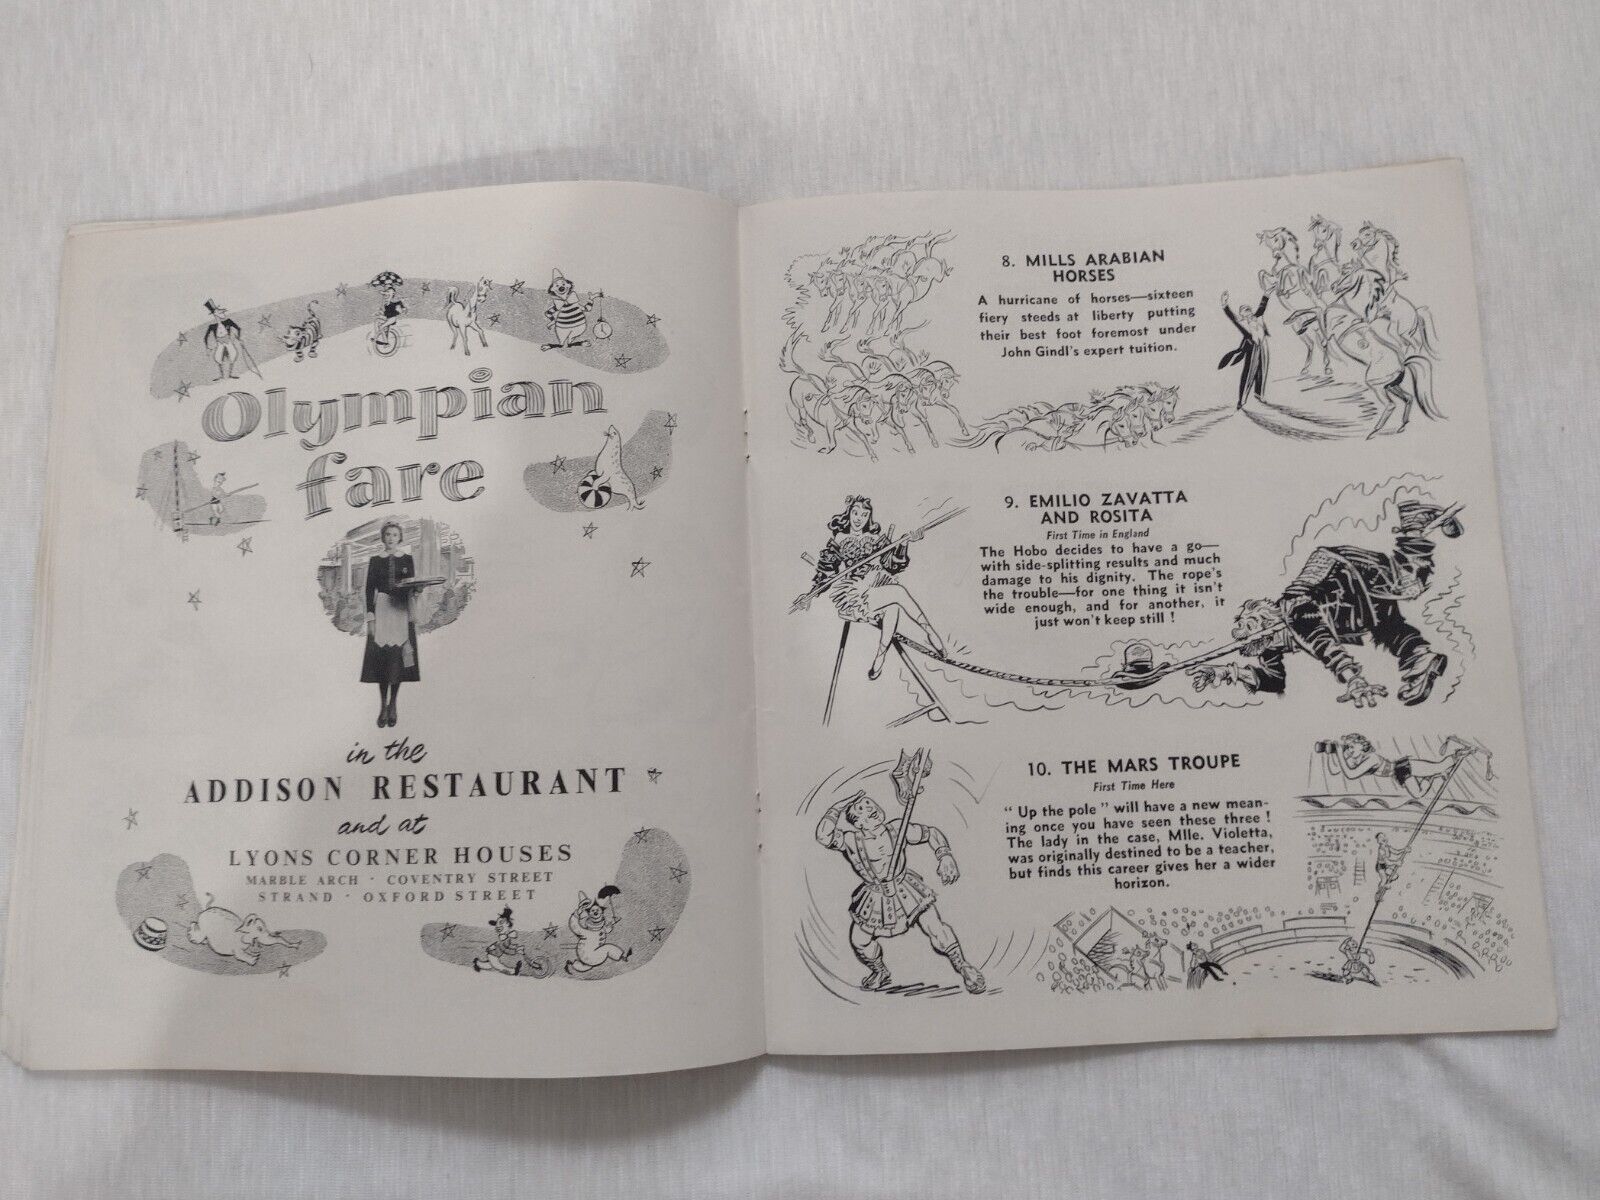 Olympian
fare
in the
ADDISON RESTAURANT
and at
LYONS CORNER HOUSES
MARBLE ARCH · COVENTRY STREET
STRAND · OXFORD STREET
8. MILLS ARABIAN
HORSES
A hurricane of horses—sixteen
fiery steeds at liberty putting
their best foot foremost under
John Gindl's expert tuition.
9. EMILIO ZAVATTA
AND ROSITA
First Time in England
The Hobo decides to have a go—
with side-splitting results and much
damage to his dignity. The rope's
the trouble—for one thing it isn't
wide enough, and for another, it
just won't keep still !
10. THE MARS TROUPE
First Time Here
" Up the pole " will have a new mean-
ing once you have seen these three !
The lady in the case, Mlle. Violetta,
was originally destined to be a teacher,
but finds this career gives her a wider
horizon.